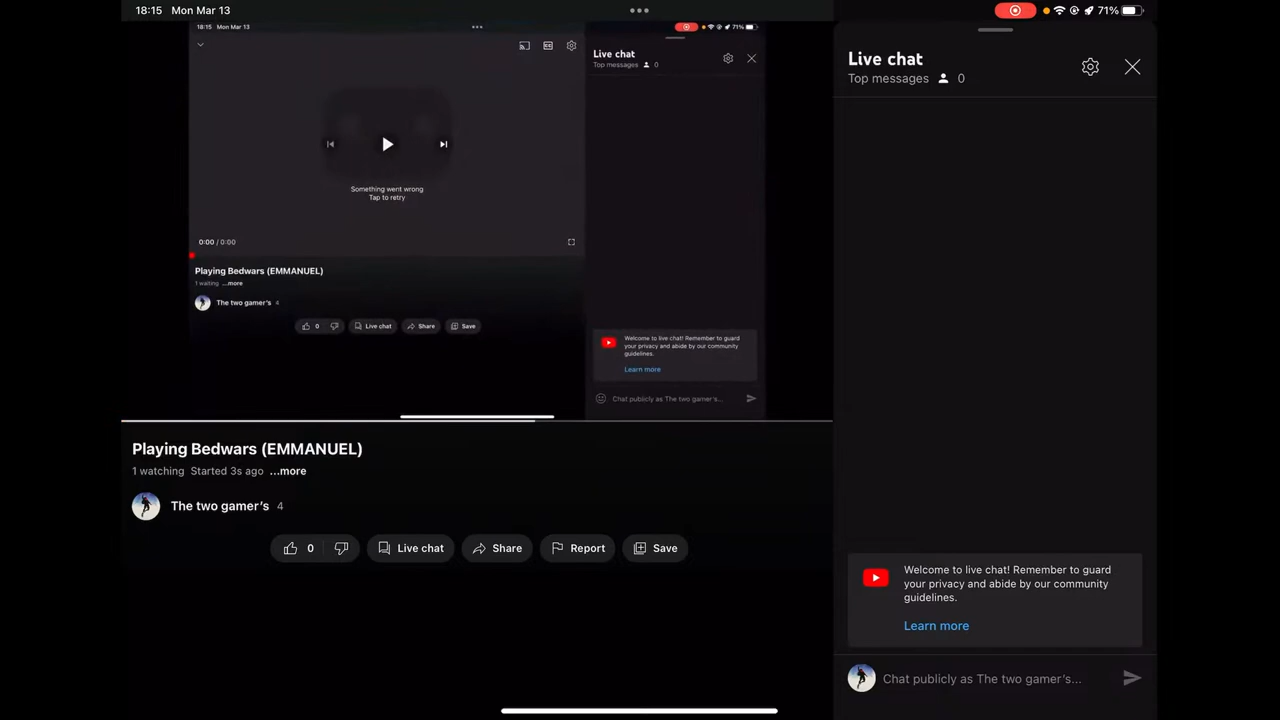 18:15 Mon Mar 13
71%
18:15 Mon Mar 13
71%
Something went wrong
Tap to retry
0:00 / 0:00
Playing Bedwars (EMMANUEL)
1 waiting ...more
The two gamer's 4
0 Live chat Share Save
Live chat
Top messages 0
Welcome to live chat! Remember to guard
your privacy and abide by our community
guidelines.
Learn more
Chat publicly as The two gamer's...
Playing Bedwars (EMMANUEL)
1 watching Started 3s ago ...more
The two gamer’s 4
0 Live chat Share Report Save
Live chat
Top messages 0
Welcome to live chat! Remember to guard
your privacy and abide by our community
guidelines.
Learn more
Chat publicly as The two gamer’s...